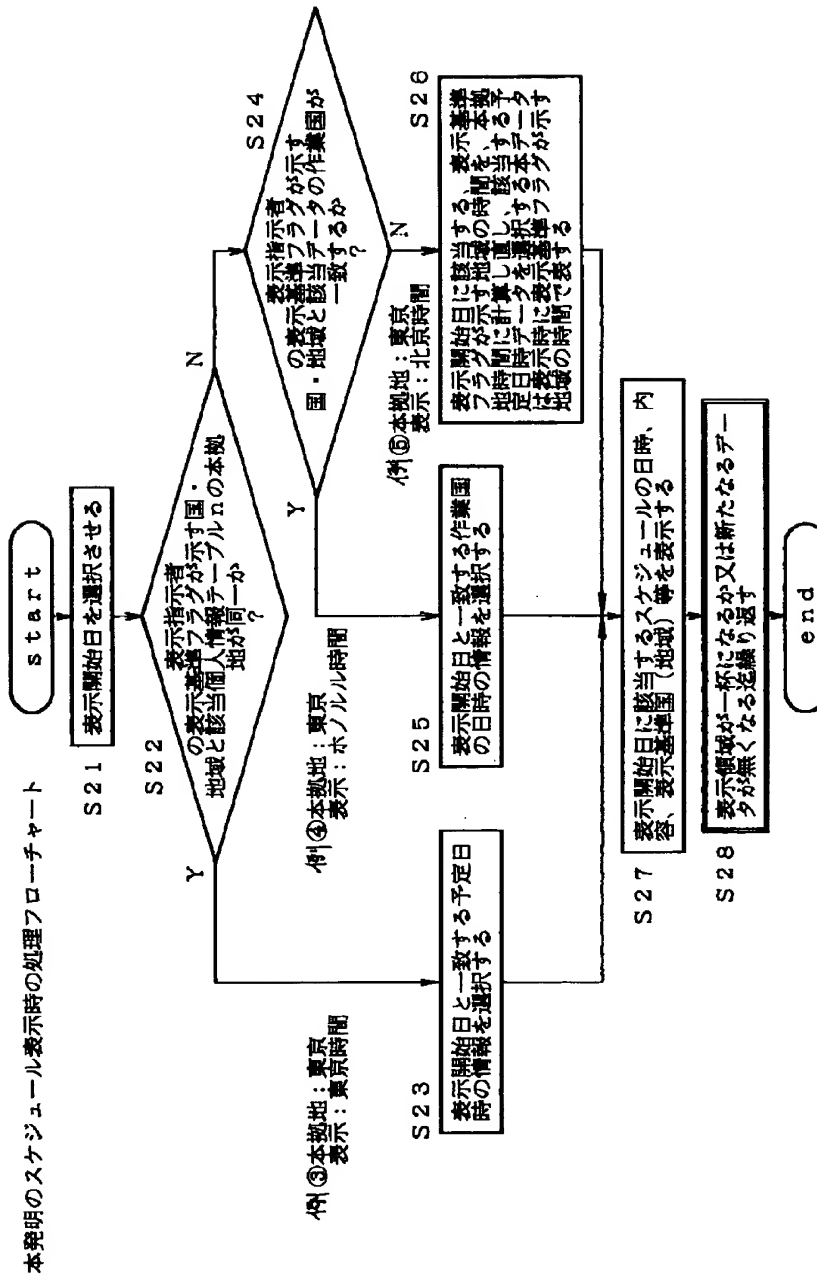 本発明のスケジュール表示時の処理フローチャート
start
S21
表示開始日を選択させる
S22
表示指示者
の表示基準フラグが示す国・
地域と該当個人情報テーブルnの本拠
地が同一か
?
Y
N
S24
表示指示者
の表示基準フラグが示す
国・地域と該当データの作業国が
一致するか
?
Y
N
例③本拠地:東京
表示:東京時間
例④本拠地:東京
表示:ホノルル時間
例⑤本拠地:東京
表示:北京時間
S23
表示開始日と一致する予定日
時の情報を選択する
S25
表示開始日と一致する作業国
の日時の情報を選択する
S26
表示開始日に該当する、表示基準
フラグが示す地域の時間を、本拠
地時間に計算し直し、該当する予
定日時データを選択する本データ
は表示時に表示基準フラグが示す
地域の時間で表する
S27
表示開始日に該当するスケジュールの日時、内
容、表示基準国(地域)等を表示する
S28
表示領域が一杯になるか又は新たなるデー
タが無くなる迄繰り返す
end